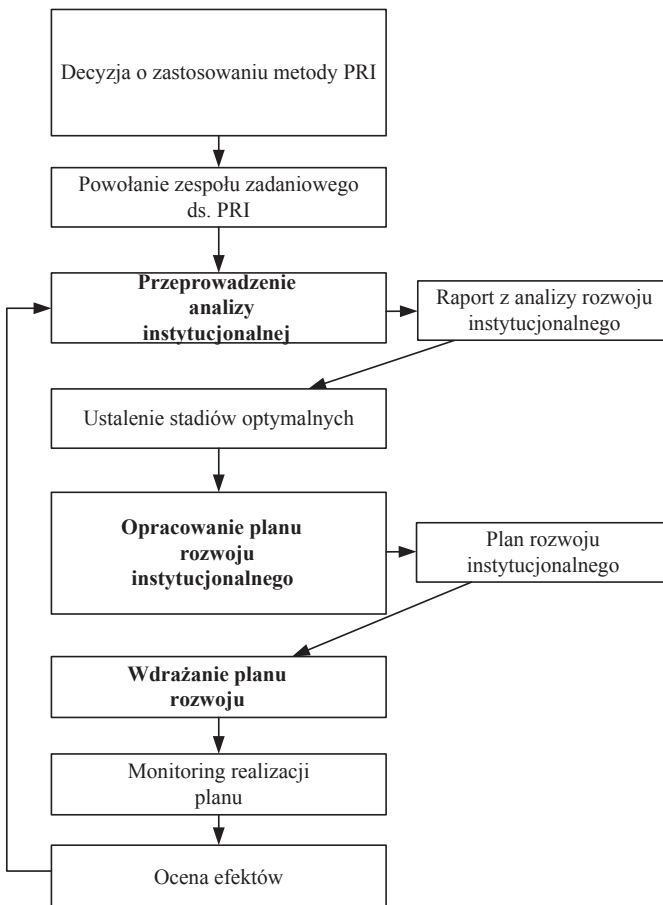 Decyzja o zastosowaniu metody PRI
Powołanie zespołu zadaniowego
ds. PRI
Przeprowadzenie
analizy
instytucjonalnej
Raport z analizy rozwoju
instytucjonalnego
Ustalenie stadiów optymalnych
Opracowanie planu
rozwoju
instytucjonalnego
Plan rozwoju
instytucjonalnego
Wdrażanie planu
rozwoju
Monitoring realizacji
planu
Ocena efektów